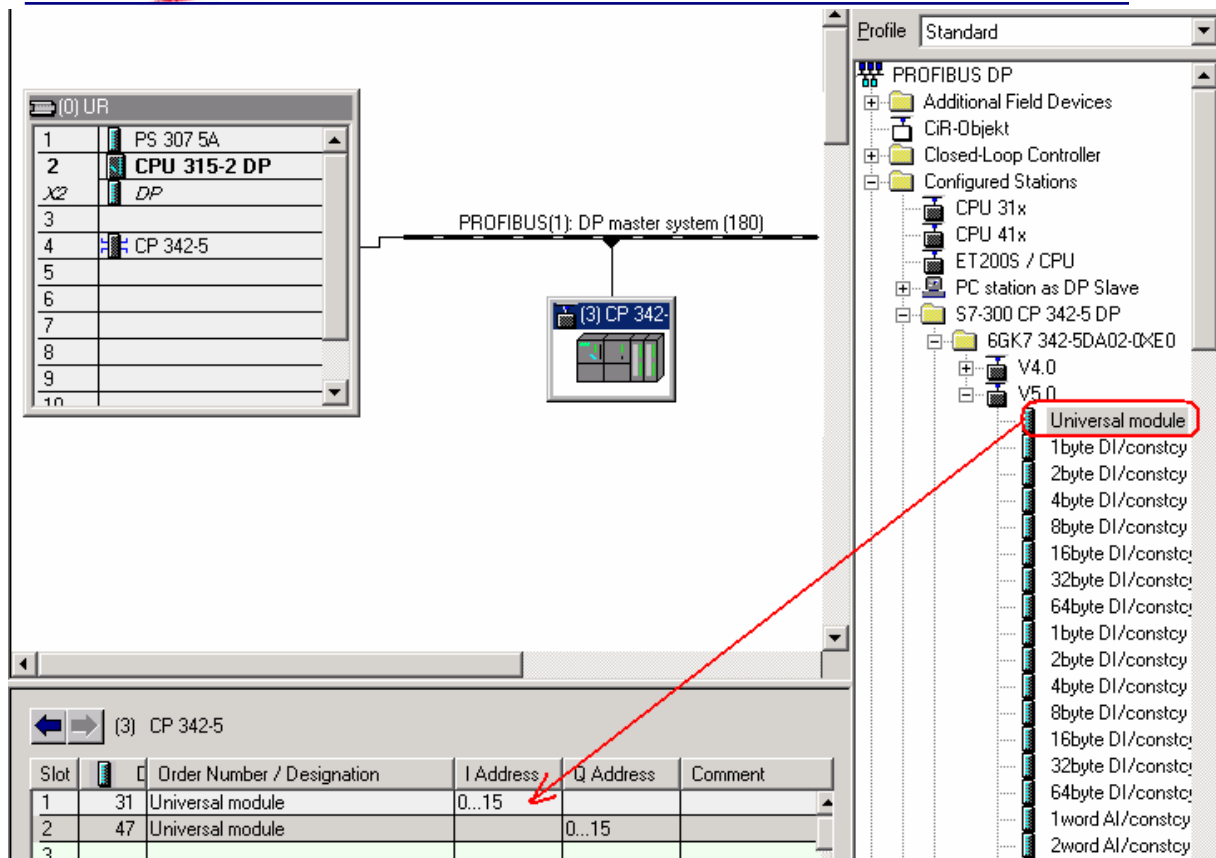 (0) UR
1 PS 307 5A
2 CPU 315-2 DP
X2 DP
3
4 CP 342-5
5
6
7
8
9
10
PROFIBUS(1): DP master system (180)
(3) CP 342-
Profile Standard
PROFIBUS DP
Additional Field Devices
CiR-Objekt
Closed-Loop Controller
Configured Stations
CPU 31x
CPU 41x
ET200S / CPU
PC station as DP Slave
S7-300 CP 342-5 DP
6GK7 342-5DA02-0XE0
V4.0
V5.0
Universal module
1byte DI/constcy
2byte DI/constcy
4byte DI/constcy
8byte DI/constcy
16byte DI/constcy
32byte DI/constcy
64byte DI/constcy
1byte DI/constcy
2byte DI/constcy
4byte DI/constcy
8byte DI/constcy
16byte DI/constcy
32byte DI/constcy
64byte DI/constcy
1word AI/constcy
2word AI/constcy
(3) CP 342-5
Slot D Order Number / Designation I Address Q Address Comment
1 31 Universal module 0...15
2 47 Universal module 0...15
3